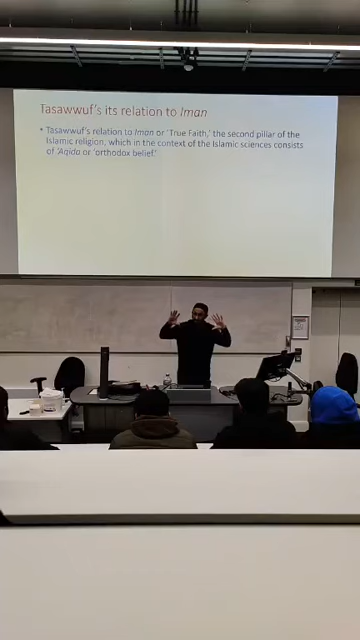 Tasawwuf's its relation to Iman
• Tasawwuf's relation to Iman or 'True Faith,' the second pillar of the
Islamic religion, which in the context of the Islamic sciences consists
of 'Aqida or 'orthodox belief.'